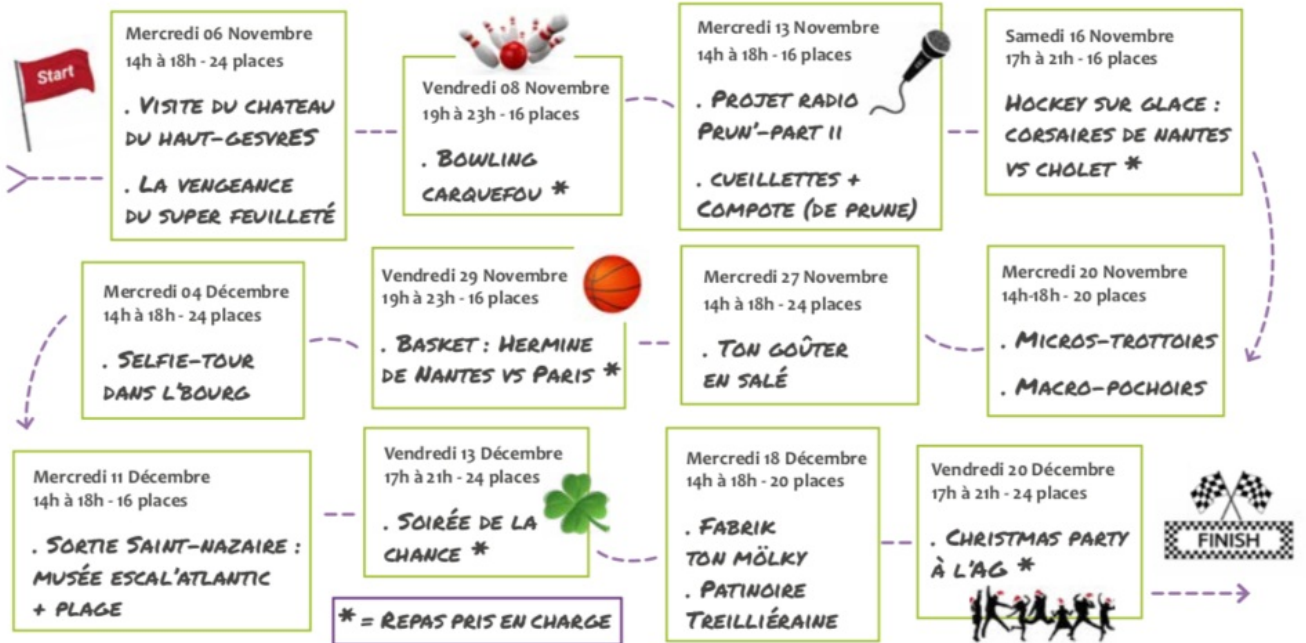 Start
Mercredi 06 Novembre
14h à 18h - 24 places
. VISITE DU CHATEAU
DU HAUT-GESVRES
. LA VENGEANCE
DU SUPER FEUILLETÉ
Vendredi 08 Novembre
19h à 23h - 16 places
. BOWLING
CARQUEFOU *
Mercredi 13 Novembre
14h à 18h - 16 places
. PROJET RADIO
PRUN'-PART II
. CUEILLETTES +
COMPOTE (DE PRUNE)
Samedi 16 Novembre
17h à 21h - 16 places
HOCKEY SUR GLACE :
CORSAIRES DE NANTES
VS CHOLET *
Mercredi 20 Novembre
14h-18h - 20 places
. MICROS-TROTTOIRS
. MACRO-POCHOIRS
Mercredi 27 Novembre
14h à 18h - 24 places
. TON GOÛTER
EN SALÉ
Vendredi 29 Novembre
19h à 23h - 16 places
. BASKET : HERMINE
DE NANTES VS PARIS *
Mercredi 04 Décembre
14h à 18h - 24 places
. SELFIE-TOUR
DANS L'BOURG
Mercredi 11 Décembre
14h à 18h - 16 places
. SORTIE SAINT-NAZAIRE :
MUSÉE ESCAL'ATLANTIC
+ PLAGE
Vendredi 13 Décembre
17h à 21h - 24 places
. SOIRÉE DE LA
CHANCE *
Mercredi 18 Décembre
14h à 18h - 20 places
. FABRIK
TON MÖLKY
. PATINOIRE
TREILLIÉRAINE
Vendredi 20 Décembre
17h à 21h - 24 places
. CHRISTMAS PARTY
À L'AG *
FINISH
* = REPAS PRIS EN CHARGE